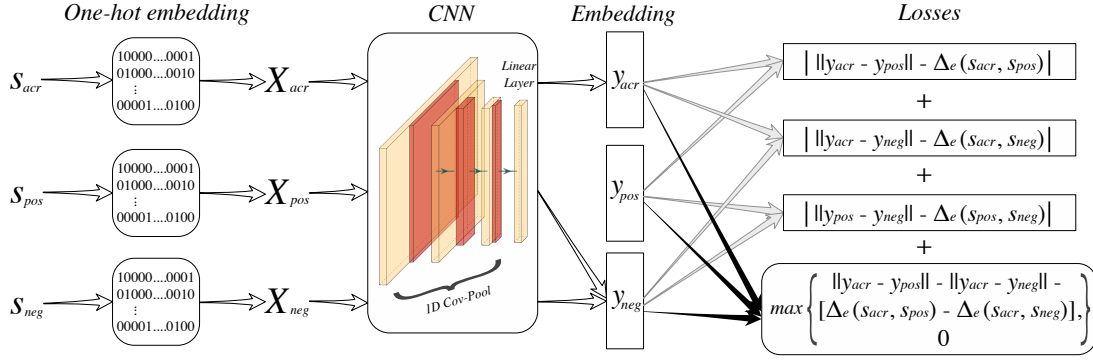 One-hot embedding
CNN
Embedding
Losses
s_acr
10000....0001
01000....0010
⋮
00001....0100
X_acr
s_pos
10000....0001
01000....0010
⋮
00001....0100
X_pos
s_neg
10000....0001
01000....0010
⋮
00001....0100
X_neg
Linear
Layer
1D Cov-Pool
y_acr
y_pos
y_neg
| ||y_acr - y_pos|| - Δ_e (s_acr, s_pos)|
+
| ||y_acr - y_neg|| - Δ_e (s_acr, s_neg)|
+
| ||y_pos - y_neg|| - Δ_e (s_pos, s_neg)|
+
||y_acr - y_pos|| - ||y_acr - y_neg|| -
max{[Δ_e (s_acr, s_pos) - Δ_e (s_acr, s_neg)],}
0